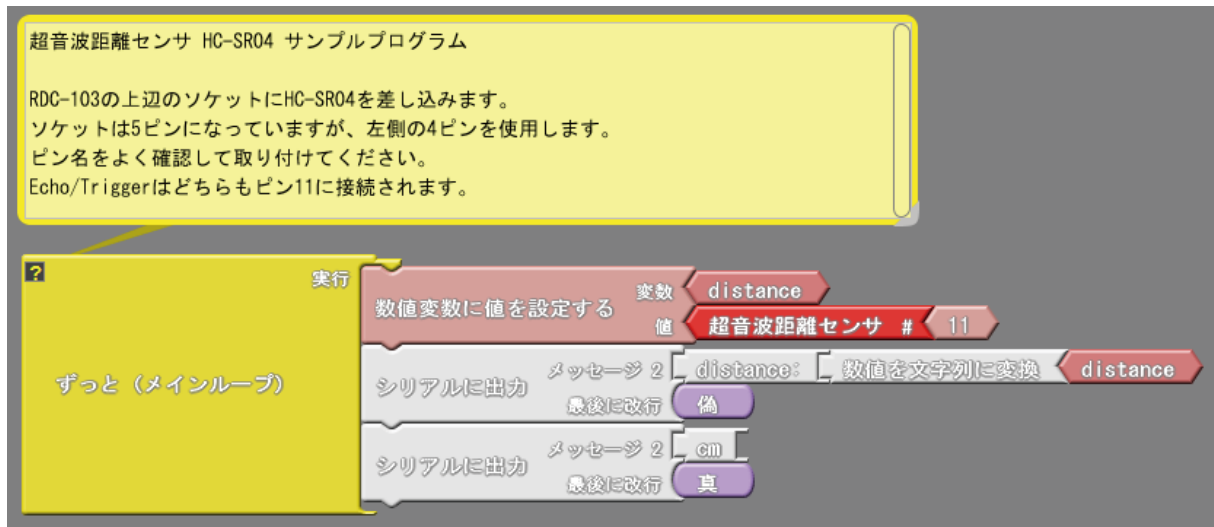 超音波距離センサ HC-SR04 サンプルプログラム
RDC-103の上辺のソケットにHC-SR04を差し込みます。
ソケットは5ピンになっていますが、左側の4ピンを使用します。
ピン名をよく確認して取り付けてください。
Echo/Triggerはどちらもピン11に接続されます。
?
実行
ずっと（メインループ）
数値変数に値を設定する
変数 distance
値 超音波距離センサ # 11
シリアルに出力
メッセージ 2 distance: 数値を文字列に変換 distance
最後に改行 偽
シリアルに出力
メッセージ 2 cm
最後に改行 真